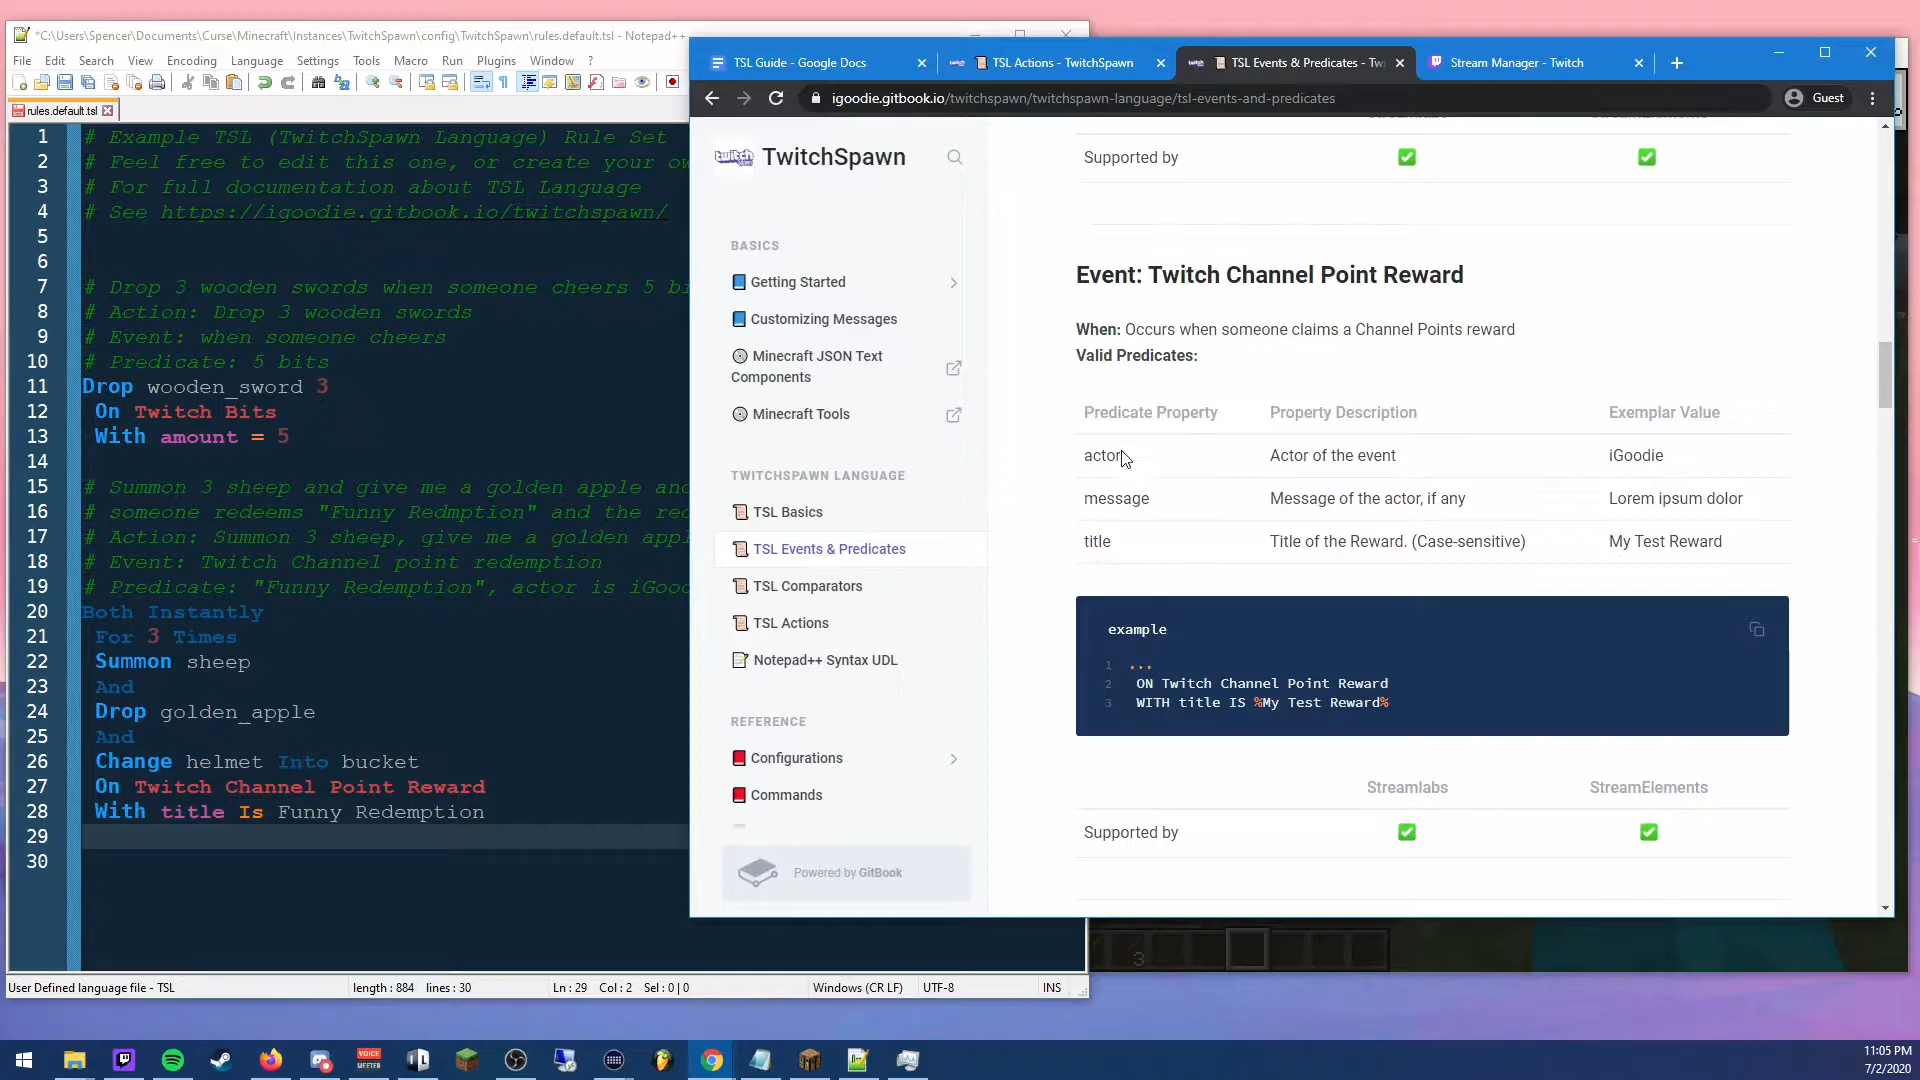 *C:\Users\Spencer\Documents\Curse\Minecraft\Instances\TwitchSpawn\config\TwitchSpawn\rules.default.tsl - Notepad++
File Edit Search View Encoding Language Settings Tools Macro Run Plugins Window ?
rules.default.tsl
1 # Example TSL (TwitchSpawn Language) Rule Set
2 # Feel free to edit this one, or create your ow
3 # For full documentation about TSL Language
4 # See https://igoodie.gitbook.io/twitchspawn/
5
6
7 # Drop 3 wooden swords when someone cheers 5 bi
8 # Action: Drop 3 wooden swords
9 # Event: when someone cheers
10 # Predicate: 5 bits
11 Drop wooden_sword 3
12 On Twitch Bits
13 With amount = 5
14
15 # Summon 3 sheep and give me a golden apple and
16 # someone redeems "Funny Redmption" and the red
17 # Action: Summon 3 sheep, give me a golden appl
18 # Event: Twitch Channel point redemption
19 # Predicate: "Funny Redemption", actor is iGood
20 Both Instantly
21 For 3 Times
22 Summon sheep
23 And
24 Drop golden_apple
25 And
26 Change helmet Into bucket
27 On Twitch Channel Point Reward
28 With title Is Funny Redemption
29
30
User Defined language file - TSL length : 884 lines : 30 Ln : 29 Col : 2 Sel : 0 | 0 Windows (CR LF) UTF-8 INS
TSL Guide - Google Docs
TSL Actions - TwitchSpawn
TSL Events & Predicates - Tw
Stream Manager - Twitch
igoodie.gitbook.io/twitchspawn/twitchspawn-language/tsl-events-and-predicates
Guest
twitch
TwitchSpawn
BASICS
Getting Started
Customizing Messages
Minecraft JSON Text
Components
Minecraft Tools
TWITCHSPAWN LANGUAGE
TSL Basics
TSL Events & Predicates
TSL Comparators
TSL Actions
Notepad++ Syntax UDL
REFERENCE
Configurations
Commands
Powered by GitBook
Supported by
Event: Twitch Channel Point Reward
When: Occurs when someone claims a Channel Points reward
Valid Predicates:
Predicate Property Property Description Exemplar Value
actor Actor of the event iGoodie
message Message of the actor, if any Lorem ipsum dolor
title Title of the Reward. (Case-sensitive) My Test Reward
example
1 ...
2 ON Twitch Channel Point Reward
3 WITH title IS %My Test Reward%
Streamlabs StreamElements
Supported by
3
VOICE
MEETER
11:05 PM
7/2/2020